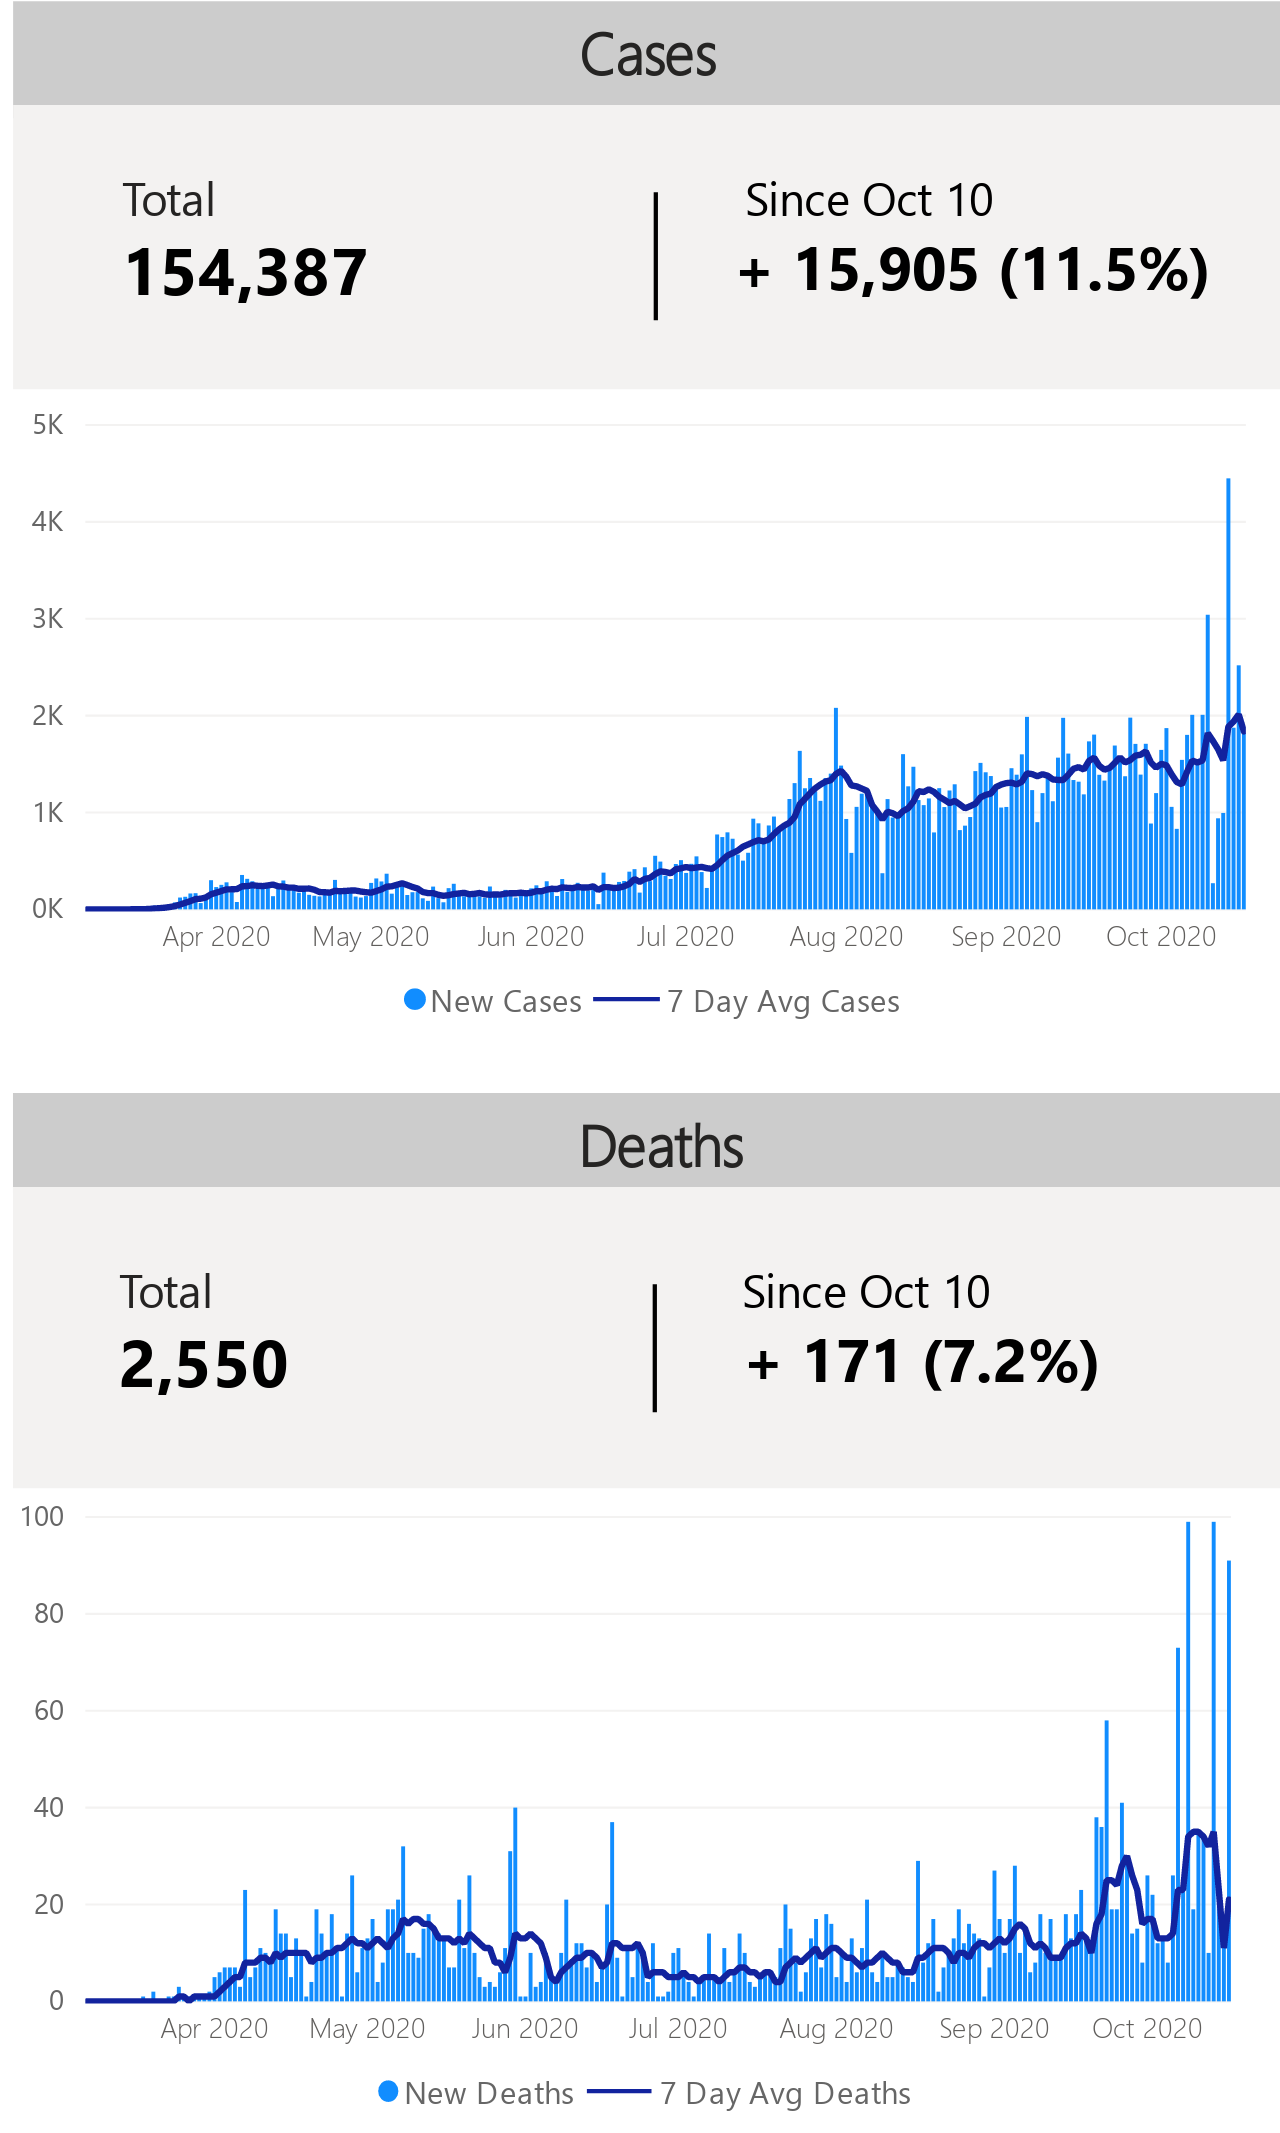 Cases
Total
Since Oct 10
154,387
+ 15,905 (11.5%)
5K
4K
3K
2K
1K
0K
Apr 2020 May 2020 Jun 2020 Jul 2020 Aug 2020 Sep 2020 Oct 2020
New Cases 7 Day Avg Cases
Deaths
Total
Since Oct 10
2,550
+ 171 (7.2%)
100
80
60
40
20
0
Apr 2020 May 2020 Jun 2020 Jul 2020 Aug 2020 Sep 2020 Oct 2020
New Deaths 7 Day Avg Deaths